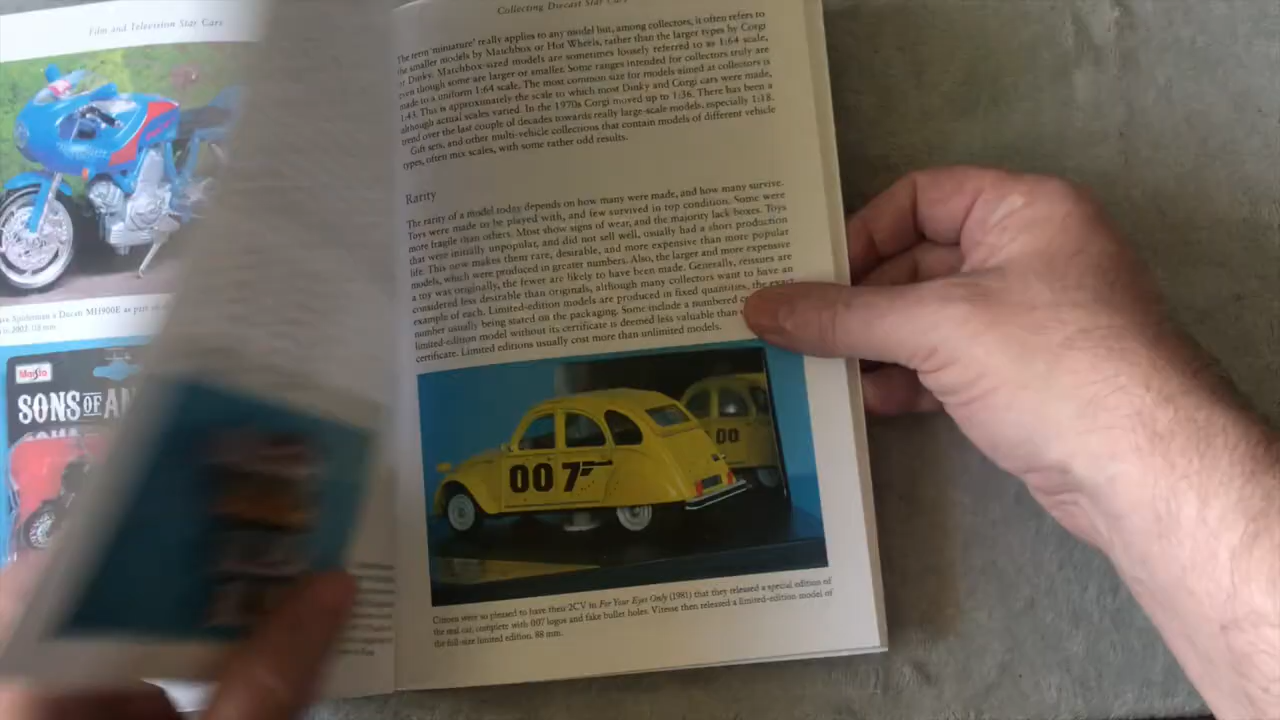 Film and Television Star Cars
Maisto
SONS OF AN
Collecting Diecast Star Cars
The term 'miniature' really applies to any model but, among collectors, it often refers to
the smaller models by Matchbox or Hot Wheels, rather than the larger types by Corgi
or Dinky. Matchbox-sized models are sometimes loosely referred to as 1:64 scale,
even though some are larger or smaller. Some ranges intended for collectors truly are
made to a uniform 1:64 scale. The most common size for models aimed at collectors is
1:43. This is approximately the scale to which most Dinky and Corgi cars were made,
although actual scales varied. In the 1970s Corgi moved up to 1:36. There has been a
trend over the last couple of decades towards really large-scale models, especially 1:18.
Gift sets, and other multi-vehicle collections that contain models of different vehicle
types, often mix scales, with some rather odd results.
Rarity
The rarity of a model today depends on how many were made, and how many survive.
Toys were made to be played with, and few survived in top condition. Some were
more fragile than others. Most show signs of wear, and the majority lack boxes. Toys
that were initially unpopular, and did not sell well, usually had a short production
life. This now makes them rare, desirable, and more expensive than more popular
models, which were produced in greater numbers. Also, the larger and more expensive
a toy was originally, the fewer are likely to have been made. Generally, reissues are
considered less desirable than originals, although many collectors want to have an
example of each. Limited-edition models are produced in fixed quantities, the exact
number usually being stated on the packaging. Some include a numbered
limited-edition model without its certificate is deemed less valuable than
certificate. Limited editions usually cost more than unlimited models.
007
00
Citroen were so pleased to have their 2CV in For Your Eyes Only (1981) that they released a special edition of
the real car, complete with 007 logos and fake bullet holes. Vitesse then released a limited-edition model of
the full-size limited edition. 88 mm.